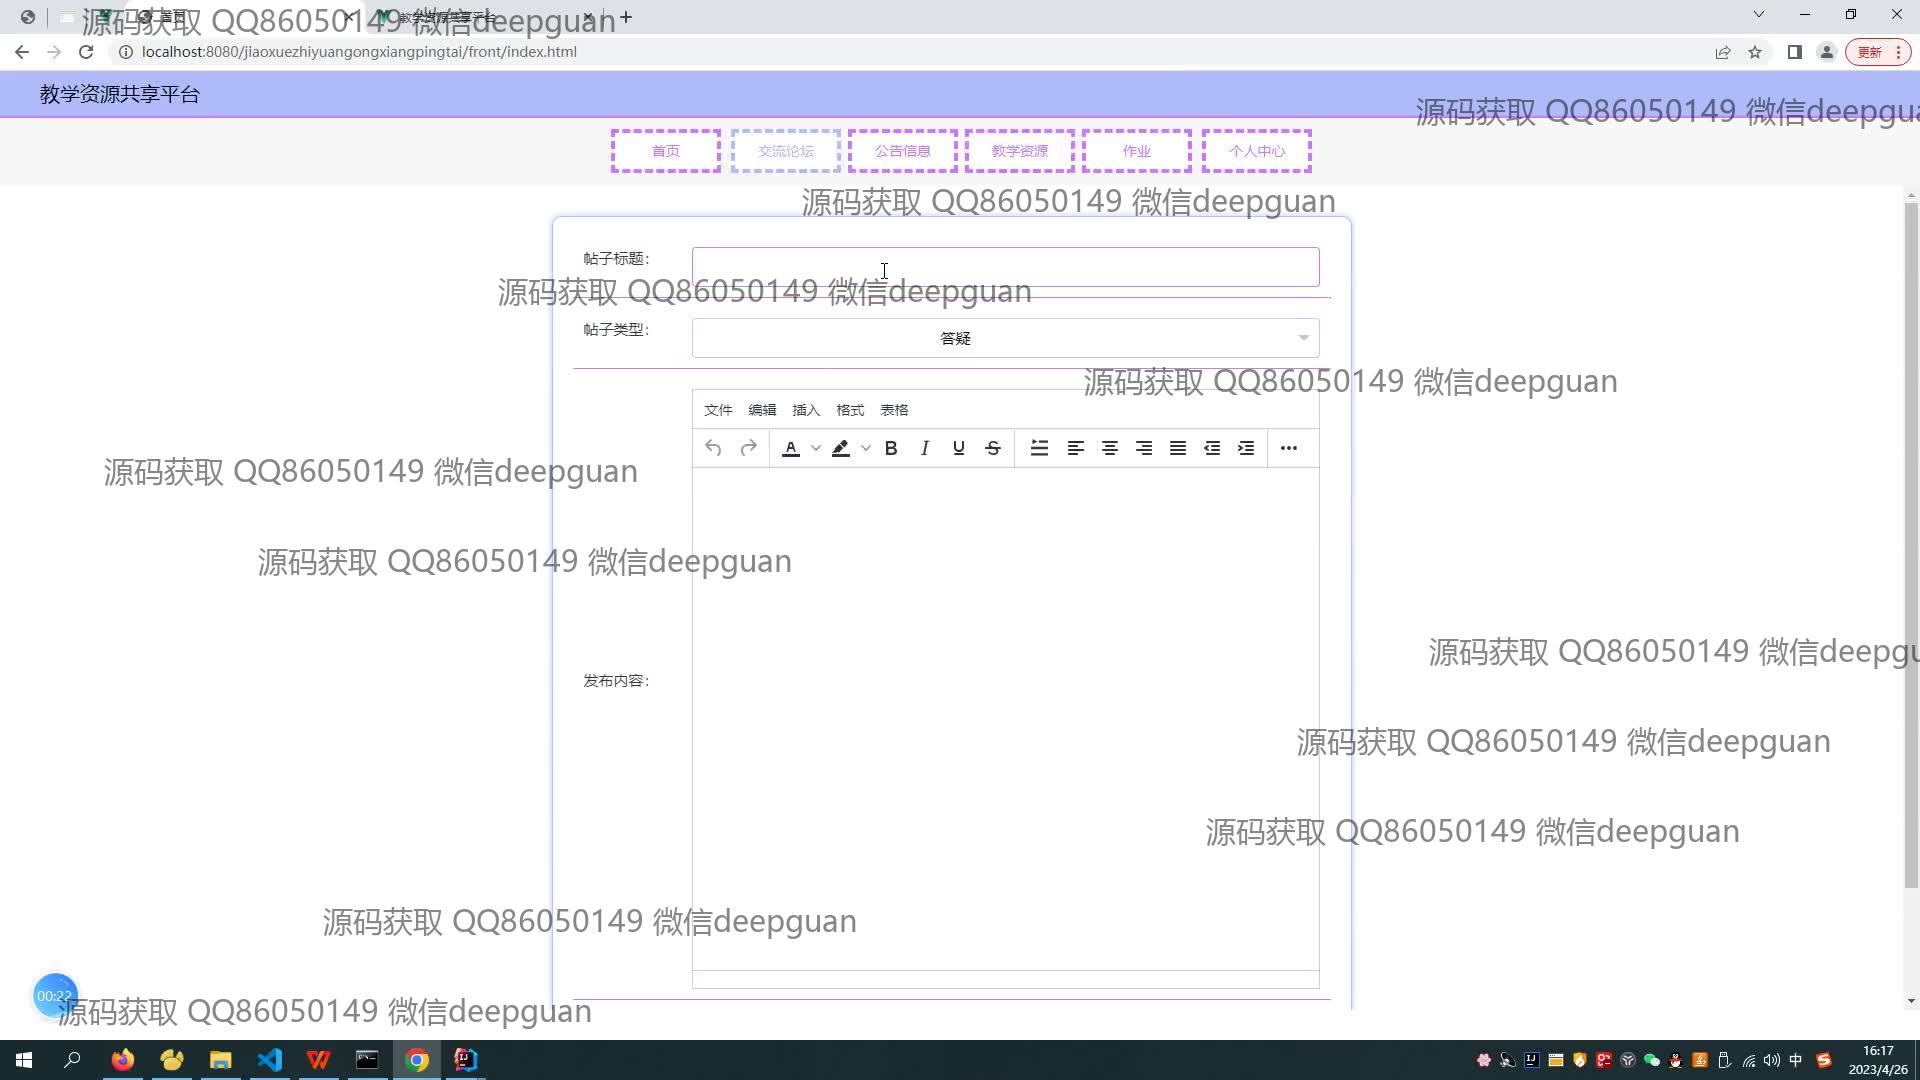 首页
教学资源共享平台
源码获取 QQ86050149 微信deepguan
localhost:8080/jiaoxuezhiyuangongxiangpingtai/front/index.html
更新
教学资源共享平台
源码获取 QQ86050149 微信deepgua
首页 交流论坛 公告信息 教学资源 作业 个人中心
源码获取 QQ86050149 微信deepguan
帖子标题：
源码获取 QQ86050149 微信deepguan
帖子类型：
答疑
源码获取 QQ86050149 微信deepguan
文件 编辑 插入 格式 表格
源码获取 QQ86050149 微信deepguan
源码获取 QQ86050149 微信deepguan
源码获取 QQ86050149 微信deepgu
发布内容：
源码获取 QQ86050149 微信deepguan
源码获取 QQ86050149 微信deepguan
源码获取 QQ86050149 微信deepguan
00:22
源码获取 QQ86050149 微信deepguan
中
16:17
2023/4/26